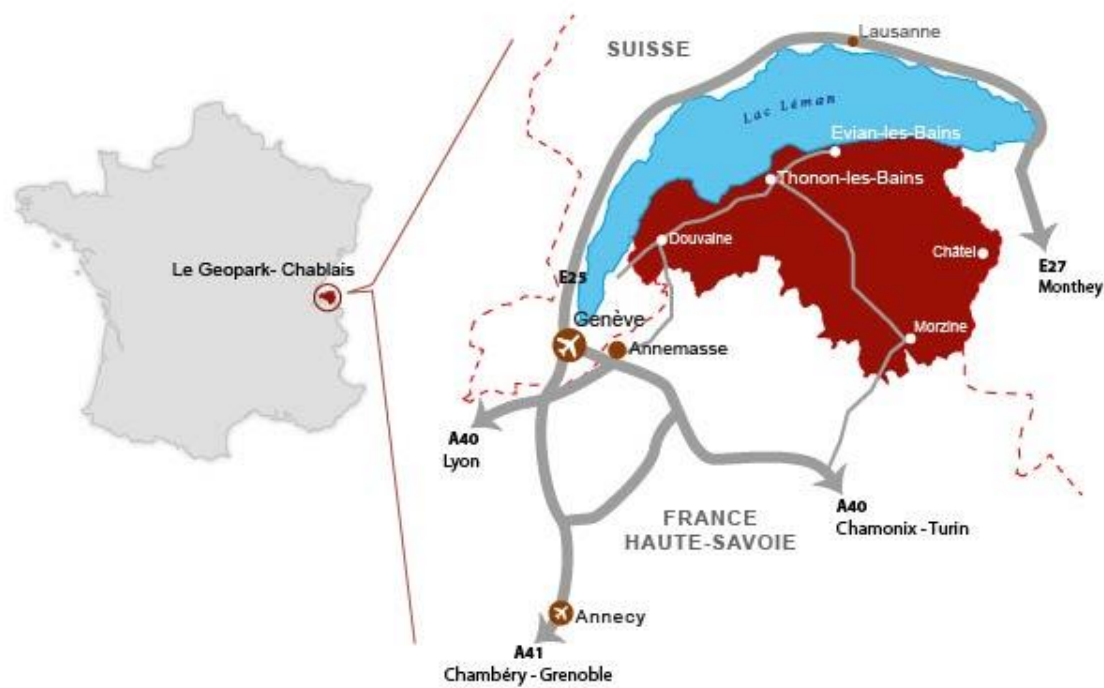 Le Geopark- Chablais
SUISSE
Lausanne
Lac Léman
Evian-les-Bains
Thonon-les-Bains
Douvaine
Châtel
E27
Monthey
E25
Genève
Annemasse
Morzine
A40
Lyon
A40
Chamonix - Turin
FRANCE
HAUTE-SAVOIE
Annecy
A41
Chambéry - Grenoble